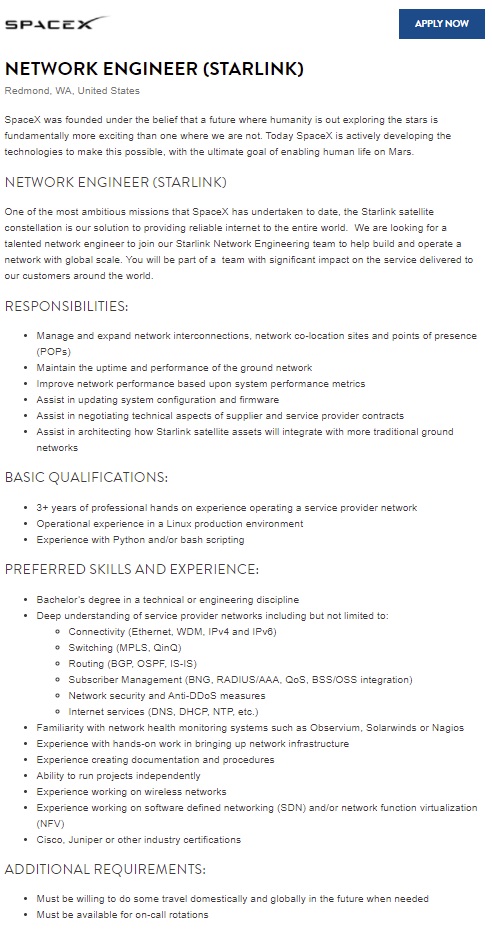 SPACEX
APPLY NOW
NETWORK ENGINEER (STARLINK)
Redmond, WA, United States
SpaceX was founded under the belief that a future where humanity is out exploring the stars is
fundamentally more exciting than one where we are not. Today SpaceX is actively developing the
technologies to make this possible, with the ultimate goal of enabling human life on Mars.
NETWORK ENGINEER (STARLINK)
One of the most ambitious missions that SpaceX has undertaken to date, the Starlink satellite
constellation is our solution to providing reliable internet to the entire world.  We are looking for a
talented network engineer to join our Starlink Network Engineering team to help build and operate a
network with global scale. You will be part of a  team with significant impact on the service delivered to
our customers around the world.
RESPONSIBILITIES:
• Manage and expand network interconnections, network co-location sites and points of presence
(POPs)
• Maintain the uptime and performance of the ground network
• Improve network performance based upon system performance metrics
• Assist in updating system configuration and firmware
• Assist in negotiating technical aspects of supplier and service provider contracts
• Assist in architecting how Starlink satellite assets will integrate with more traditional ground
networks
BASIC QUALIFICATIONS:
• 3+ years of professional hands on experience operating a service provider network
• Operational experience in a Linux production environment
• Experience with Python and/or bash scripting
PREFERRED SKILLS AND EXPERIENCE:
• Bachelor's degree in a technical or engineering discipline
• Deep understanding of service provider networks including but not limited to:
◦ Connectivity (Ethernet, WDM, IPv4 and IPv6)
◦ Switching (MPLS, QinQ)
◦ Routing (BGP, OSPF, IS-IS)
◦ Subscriber Management (BNG, RADIUS/AAA, QoS, BSS/OSS integration)
◦ Network security and Anti-DDoS measures
◦ Internet services (DNS, DHCP, NTP, etc.)
• Familiarity with network health monitoring systems such as Observium, Solarwinds or Nagios
• Experience with hands-on work in bringing up network infrastructure
• Experience creating documentation and procedures
• Ability to run projects independently
• Experience working on wireless networks
• Experience working on software defined networking (SDN) and/or network function virtualization
(NFV)
• Cisco, Juniper or other industry certifications
ADDITIONAL REQUIREMENTS:
• Must be willing to do some travel domestically and globally in the future when needed
• Must be available for on-call rotations